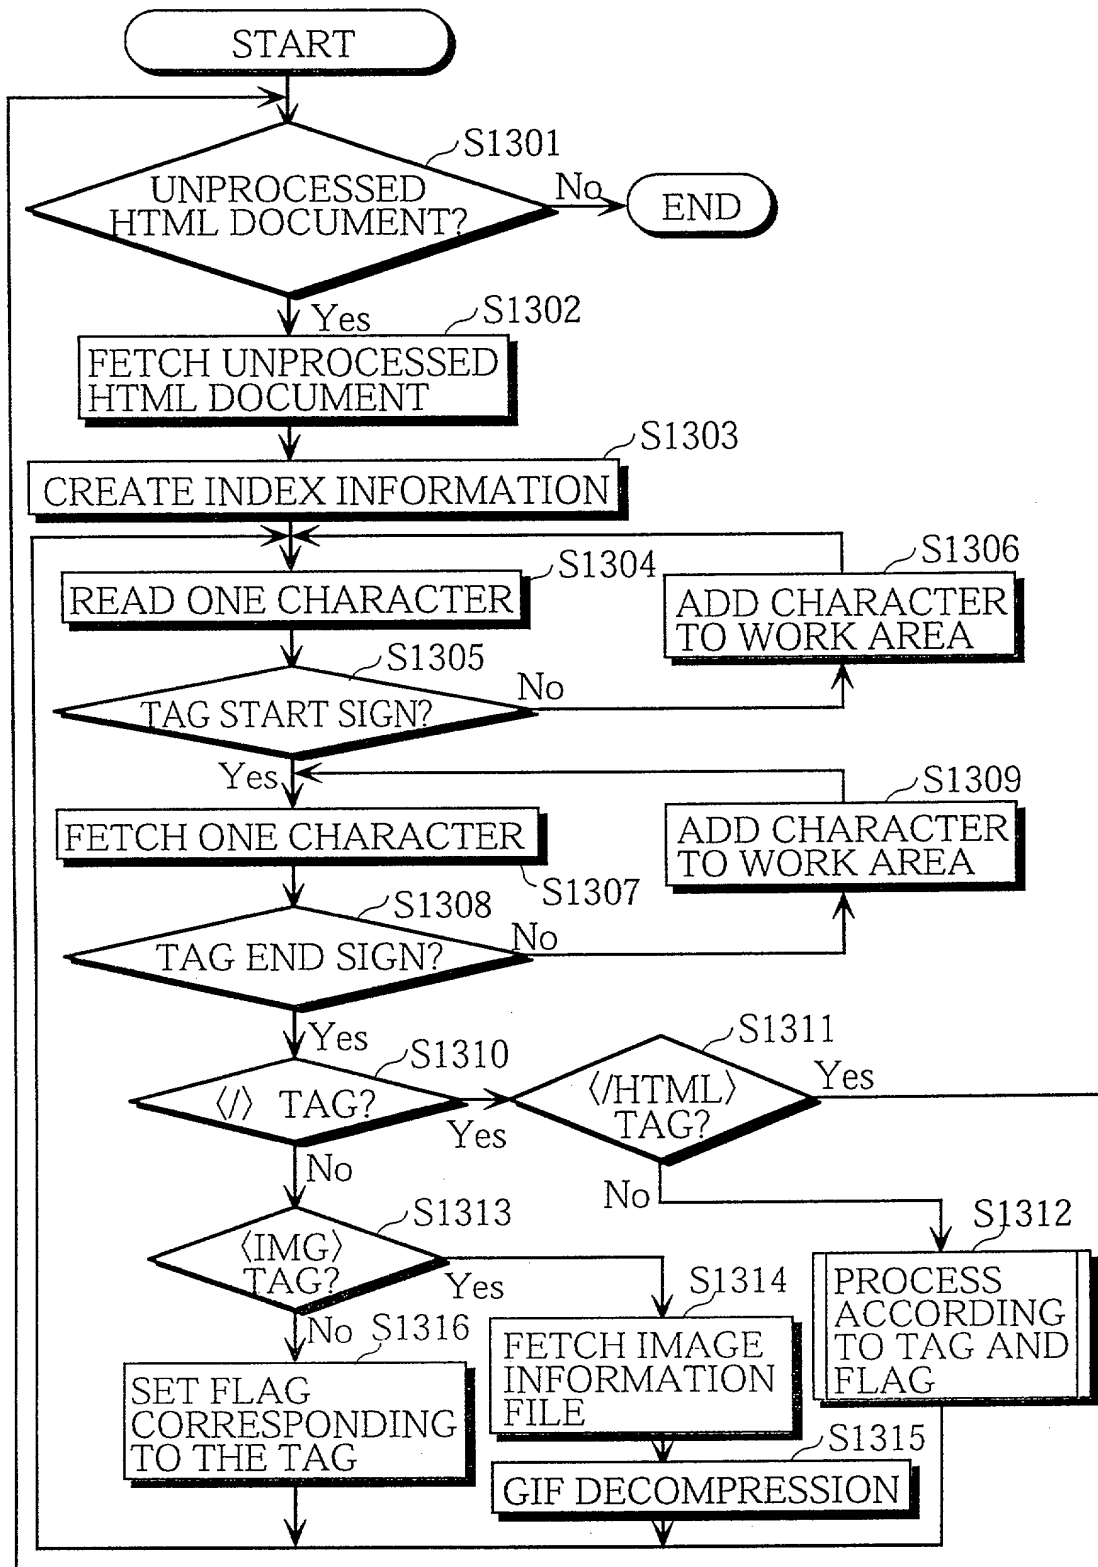 START
S1301
UNPROCESSED
HTML DOCUMENT?
No
END
Yes
S1302
FETCH UNPROCESSED
HTML DOCUMENT
S1303
CREATE INDEX INFORMATION
S1304
READ ONE CHARACTER
S1306
ADD CHARACTER
TO WORK AREA
S1305
TAG START SIGN?
No
Yes
FETCH ONE CHARACTER
S1307
S1309
ADD CHARACTER
TO WORK AREA
S1308
TAG END SIGN?
No
Yes
S1310
〈/〉 TAG?
Yes
S1311
〈/HTML〉
TAG?
Yes
No
No
S1313
〈IMG〉
TAG?
Yes
No
S1312
PROCESS
ACCORDING
TO TAG AND
FLAG
S1314
FETCH IMAGE
INFORMATION
FILE
S1316
SET FLAG
CORRESPONDING
TO THE TAG
S1315
GIF DECOMPRESSION